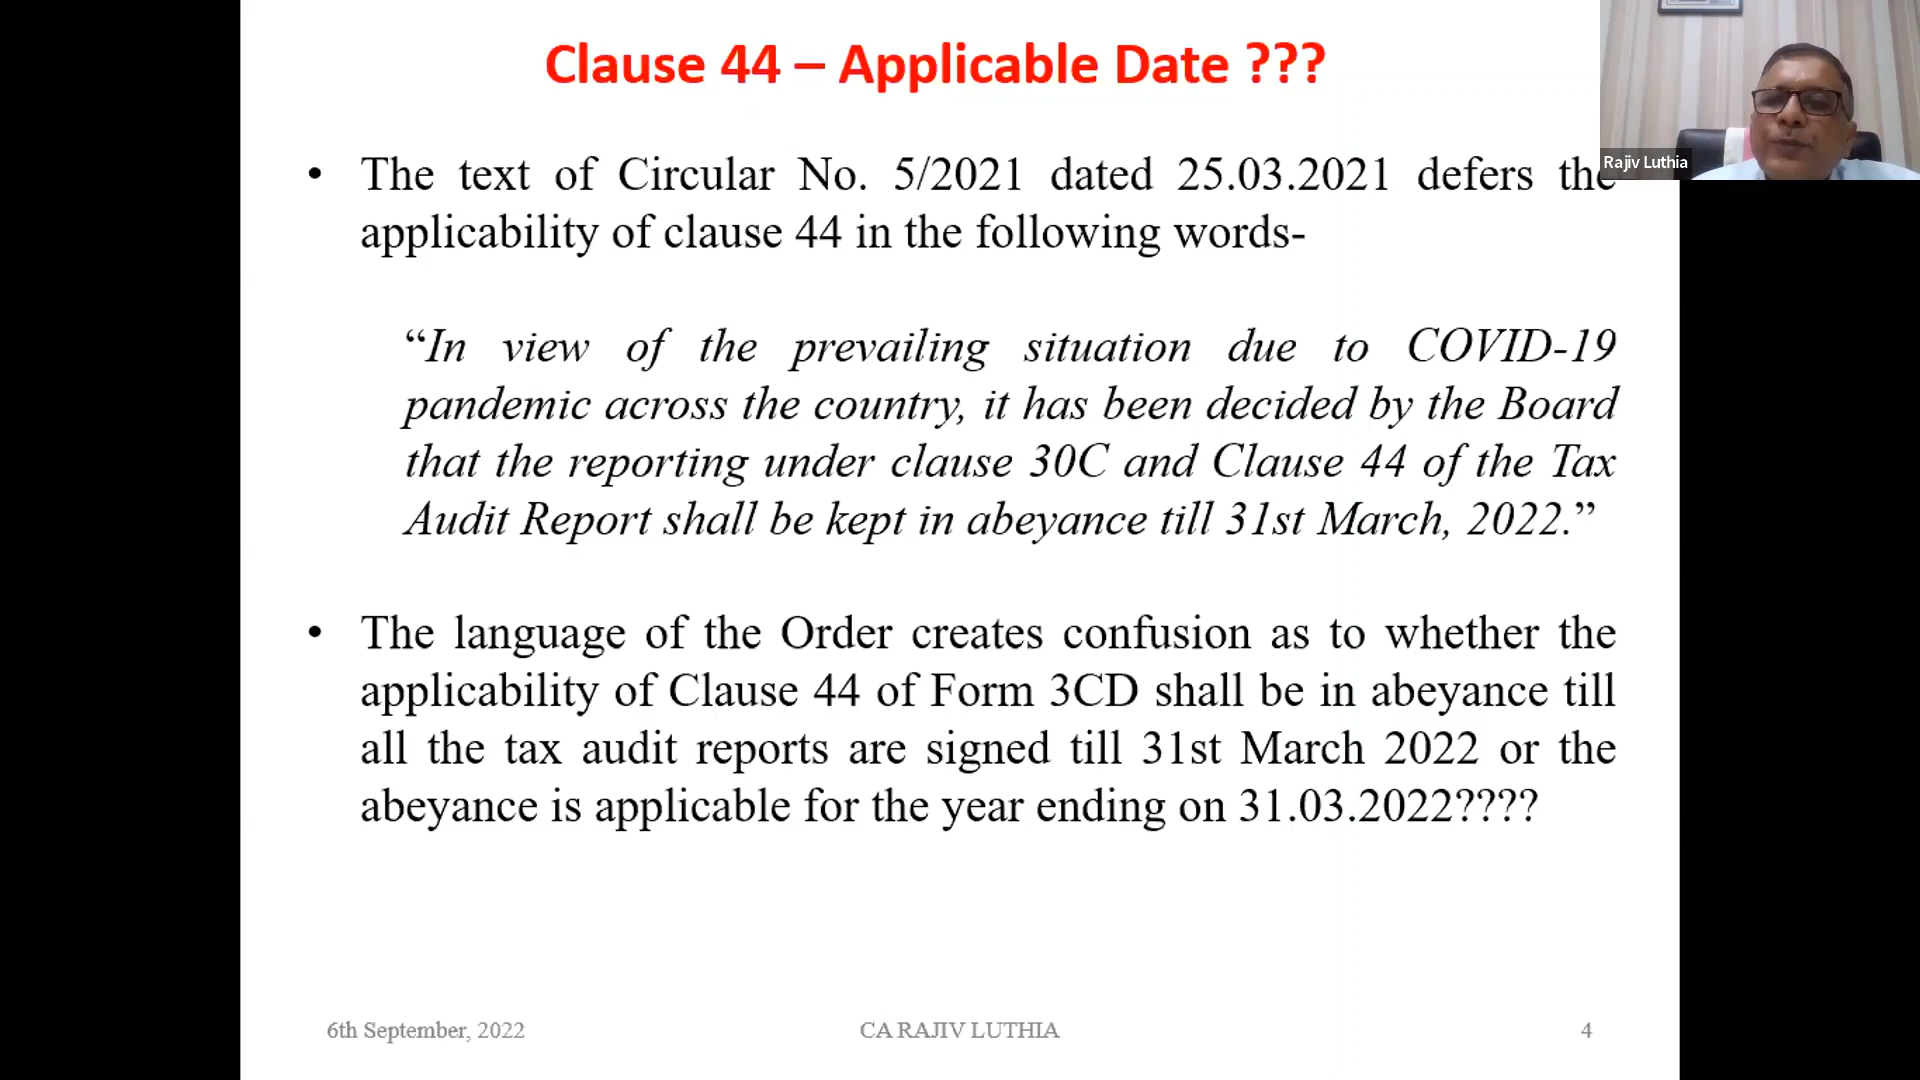 Clause 44 – Applicable Date ???
Rajiv Luthia
• The text of Circular No. 5/2021 dated 25.03.2021 defers the
applicability of clause 44 in the following words-
“In view of the prevailing situation due to COVID-19
pandemic across the country, it has been decided by the Board
that the reporting under clause 30C and Clause 44 of the Tax
Audit Report shall be kept in abeyance till 31st March, 2022.”
• The language of the Order creates confusion as to whether the
applicability of Clause 44 of Form 3CD shall be in abeyance till
all the tax audit reports are signed till 31st March 2022 or the
abeyance is applicable for the year ending on 31.03.2022????
6th September, 2022
CA RAJIV LUTHIA
4